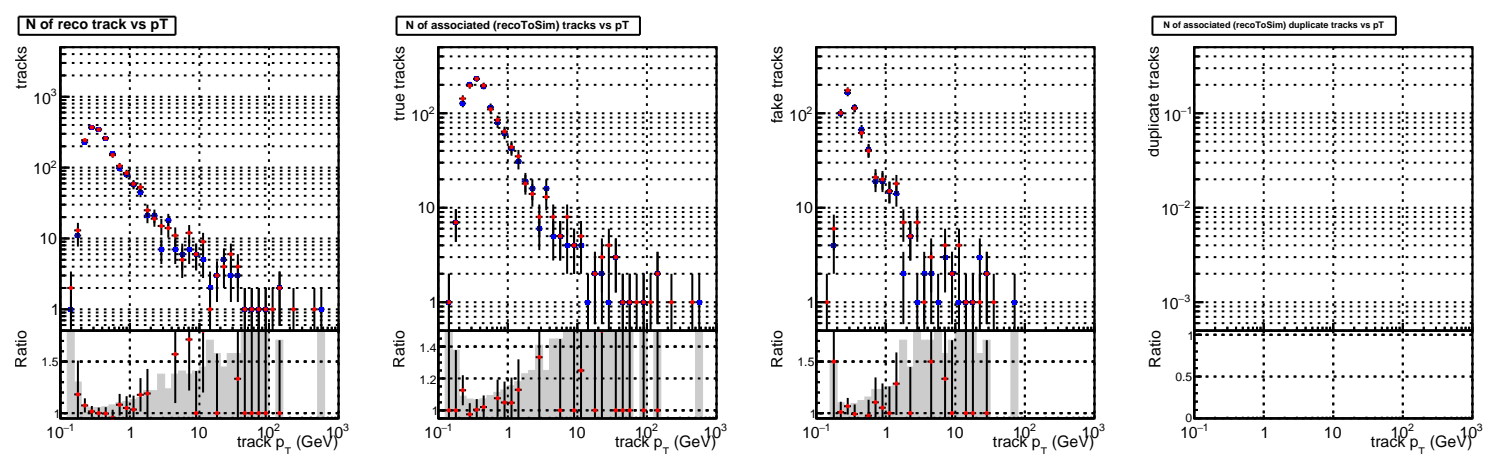 N of reco track vs pT
tracks
10³
10²
10
1
Ratio
1.5
1
10⁻¹ 1 10 10² 10³
track p_T (GeV)
N of associated (recoToSim) tracks vs pT
true tracks
10²
10
1
Ratio
1.4
1.2
1
10⁻¹ 1 10 10² 10³
track p_T (GeV)
fake tracks
10²
10
1
Ratio
1.5
1
10⁻¹ 1 10 10² 10³
track p_T (GeV)
N of associated (recoToSim) duplicate tracks vs pT
duplicate tracks
10⁻¹
10⁻²
10⁻³
Ratio
1
0.5
0
10⁻¹ 1 10 10² 10³
track p_T (GeV)